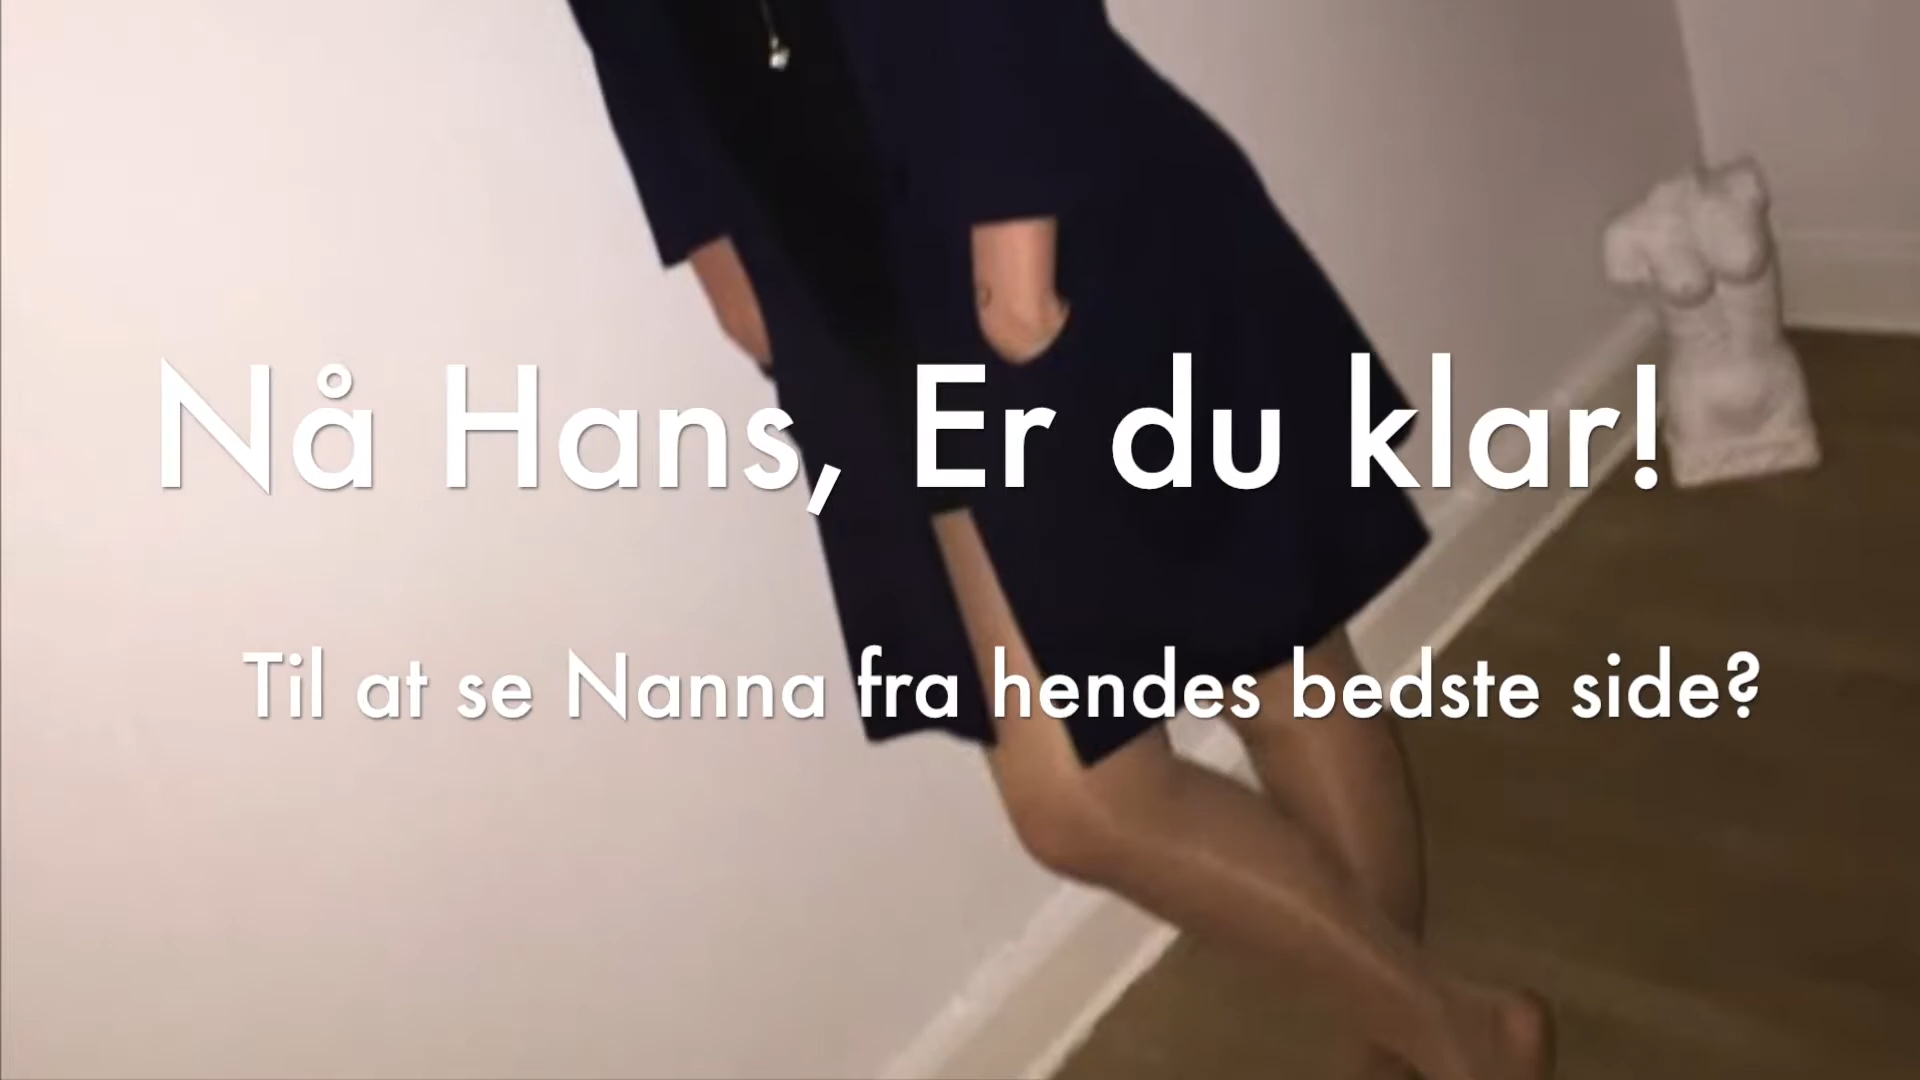 Nå Hans, Er du klar!
Til at se Nanna fra hendes bedste side?